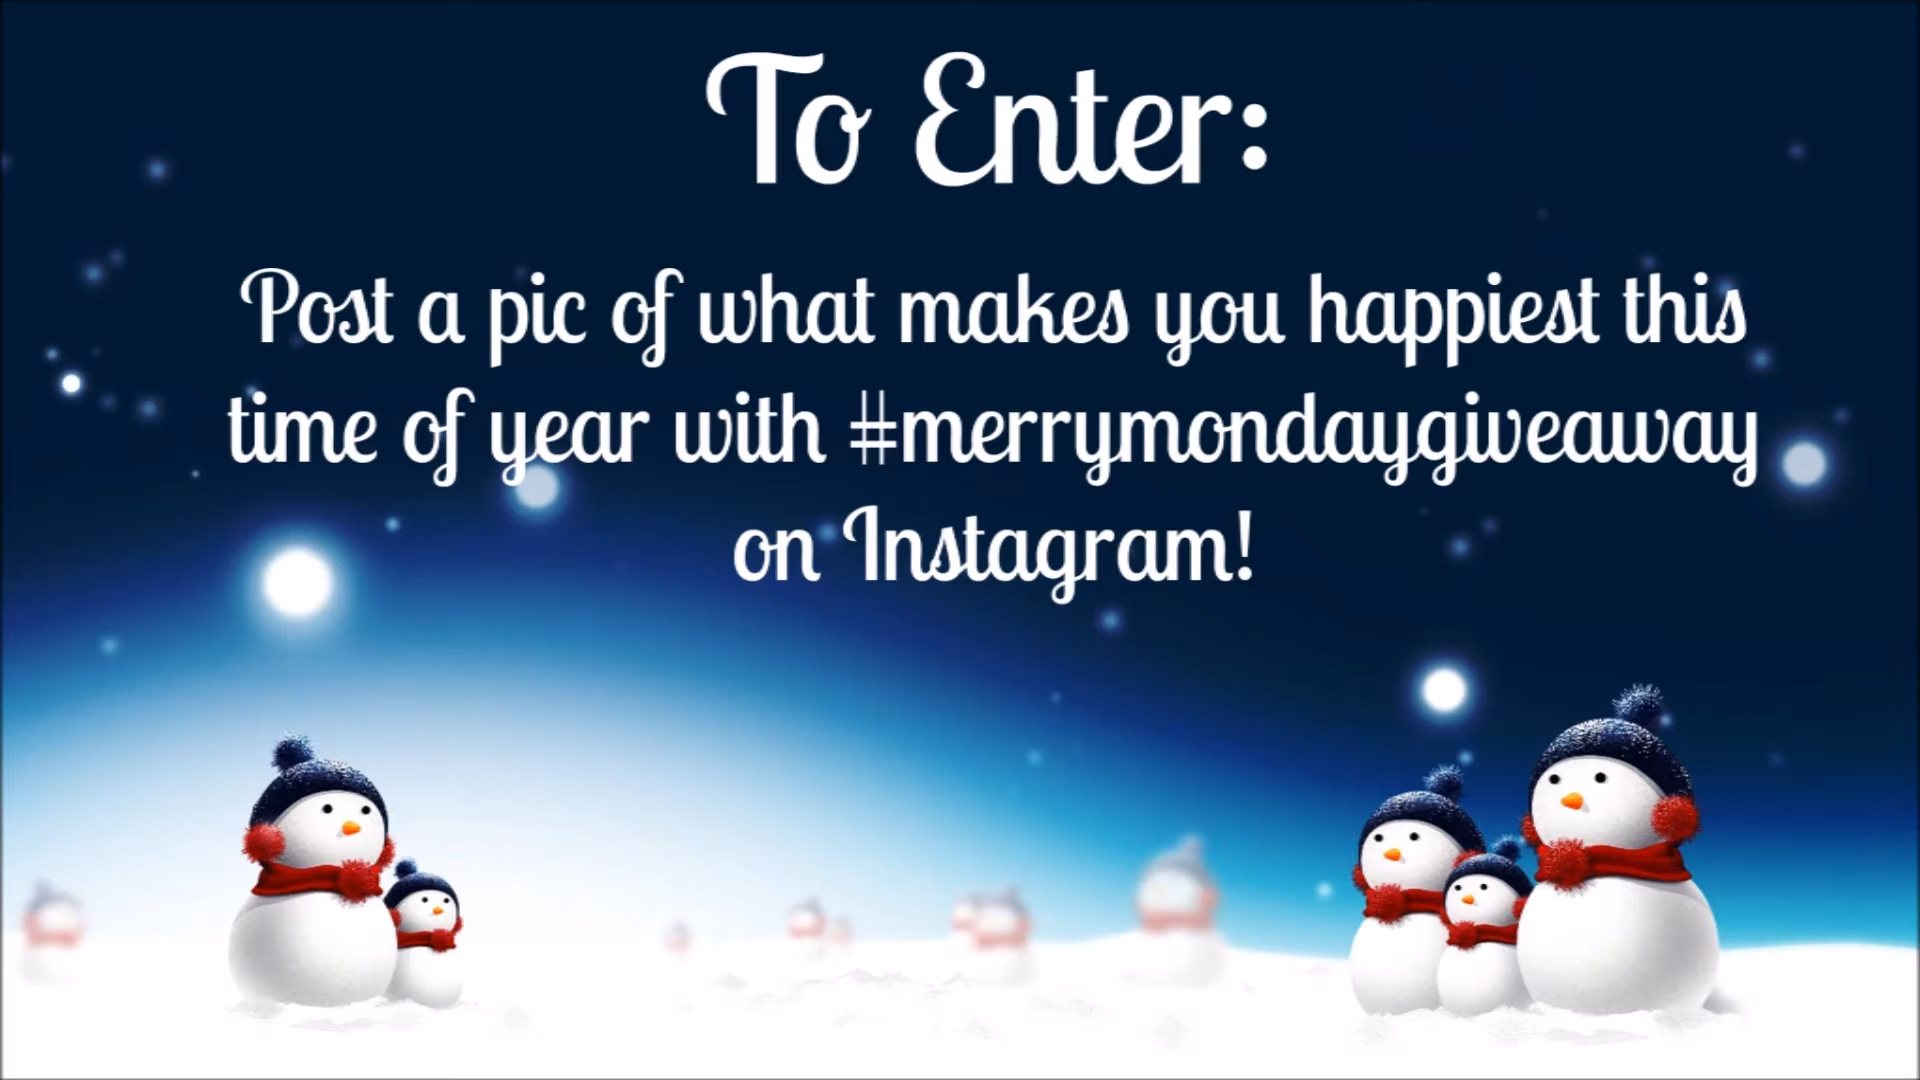 To Enter:
Post a pic of what makes you happiest this
time of year with #merrymondaygiveaway
on Instagram!